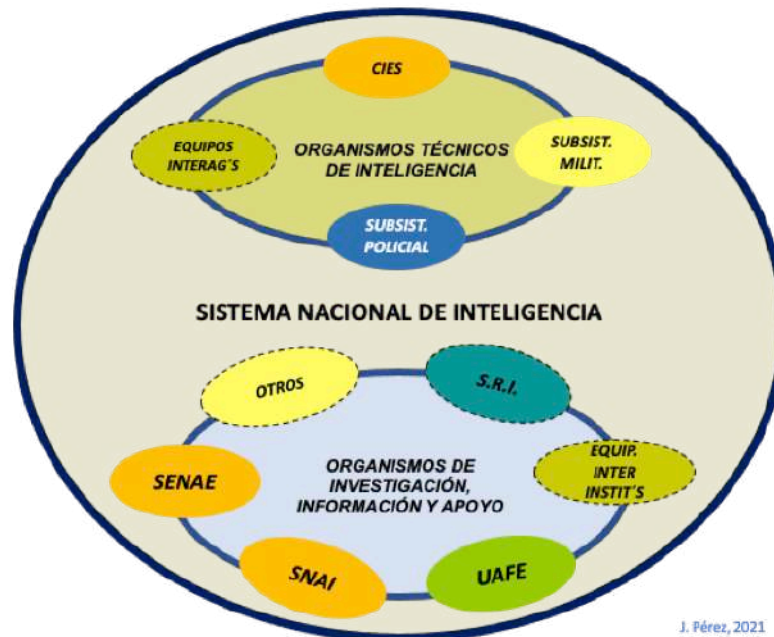 CIES
EQUIPOS
INTERAG´S
ORGANISMOS TÉCNICOS
DE INTELIGENCIA
SUBSIST.
MILIT.
SUBSIST.
POLICIAL
SISTEMA NACIONAL DE INTELIGENCIA
OTROS
S.R.I.
SENAE
ORGANISMOS DE
INVESTIGACIÓN,
INFORMACIÓN Y APOYO
EQUIP.
INTER
INSTIT´S
SNAI
UAFE
J. Pérez, 2021